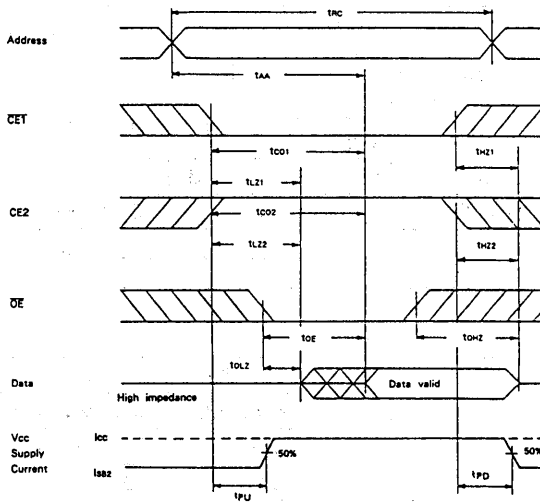 tRC
Address
tAA
CE1
tCO1
tHZ1
tLZ1
CE2
tCO2
tLZ2
tHZ2
OE
tOE
tOHZ
tOLZ
Data
High impedance
Data valid
Vcc Icc
Supply 50% 50%
Current ISB2
tPU
tPD